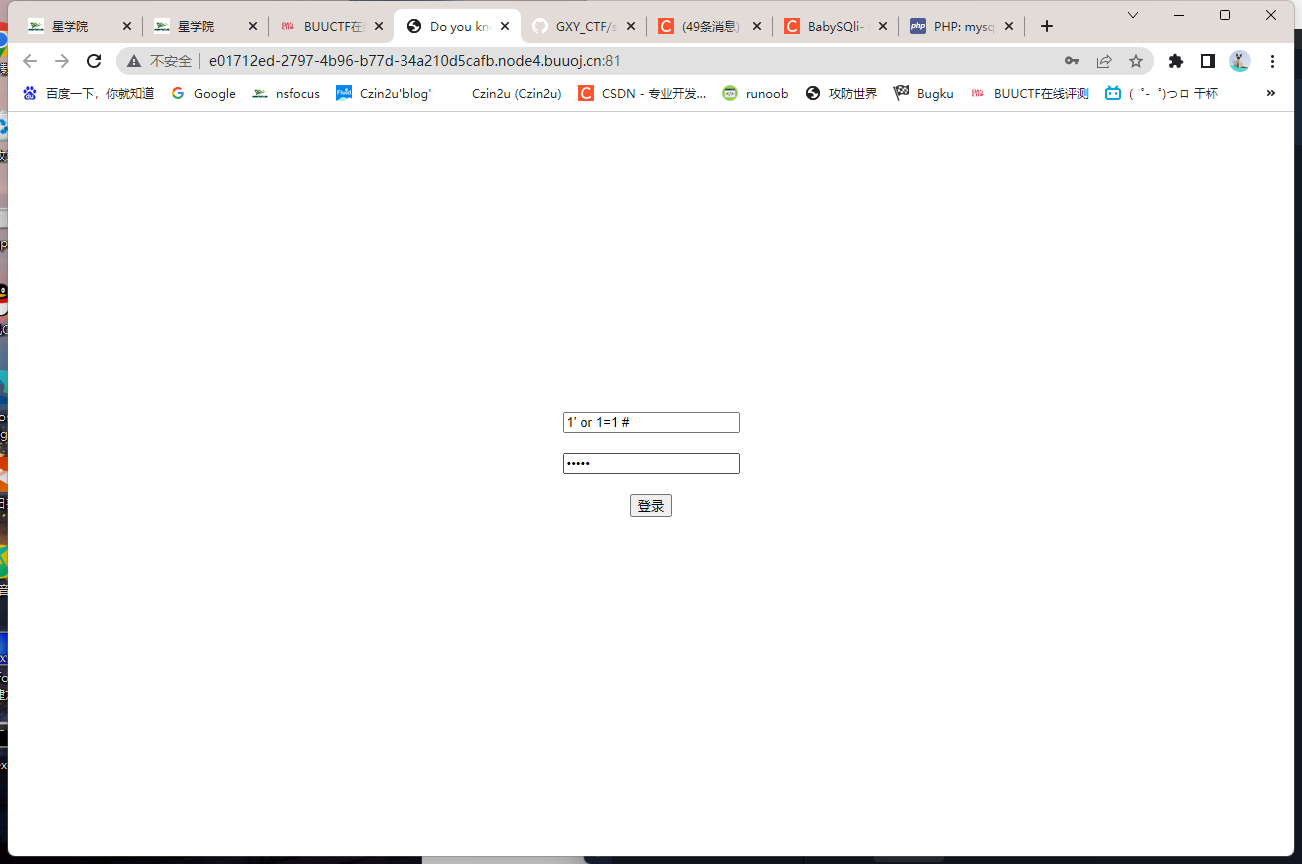 星学院
星学院
BUUCTF在
Do you kn
GXY_CTF/s
(49条消息)
BabySQli-
PHP: mysq
不安全
e01712ed-2797-4b96-b77d-34a210d5cafb.node4.buuoj.cn:81
百度一下，你就知道
Google
nsfocus
Czin2u'blog'
Czin2u (Czin2u)
CSDN - 专业开发...
runoob
攻防世界
Bugku
BUUCTF在线评测
( ゜- ゜)つロ 干杯
»
1' or 1=1 #
•••••
登录